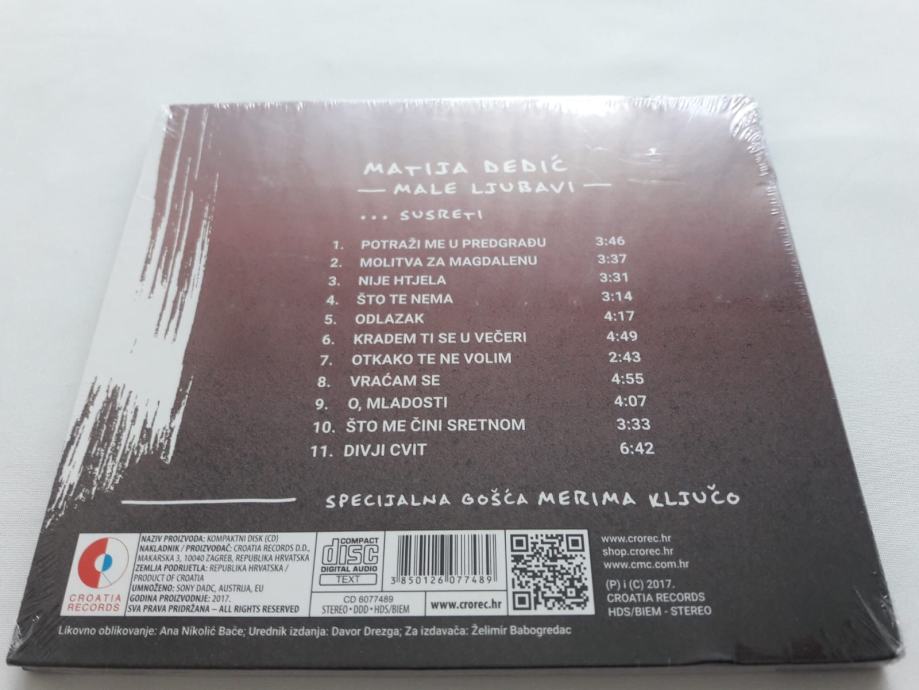 MATIJA DEDIĆ
— MALE LJUBAVI —
... SUSRETI
1. POTRAŽI ME U PREDGRAĐU 3:46
2. MOLITVA ZA MAGDALENU 3:37
3. NIJE HTJELA 3:31
4. ŠTO TE NEMA 3:14
5. ODLAZAK 4:17
6. KRADEM TI SE U VEČERI 4:49
7. OTKAKO TE NE VOLIM 2:43
8. VRAĆAM SE 4:55
9. O, MLADOSTI 4:07
10. ŠTO ME ČINI SRETNOM 3:33
11. DIVJI CVIT 6:42
SPECIJALNA GOŠĆA MERIMA KLJUČO
CROATIA
RECORDS
NAZIV PROIZVODA: KOMPAKTNI DISK (CD)
NAKLADNIK / PROIZVOĐAČ: CROATIA RECORDS D.D.,
MAKARSKA 3, 10040 ZAGREB, REPUBLIKA HRVATSKA
ZEMLJA PODRIJETLA: REPUBLIKA HRVATSKA /
PRODUCT OF CROATIA
UMNOŽENO: SONY DADC, AUSTRIJA, EU
GODINA PROIZVODNJE: 2017.
SVA PRAVA PRIDRŽANA – ALL RIGHTS RESERVED
COMPACT
disc
DIGITAL AUDIO
TEXT
CD 6077489
STEREO • DDD • HDS/BIEM
3 850126 077489
www.crorec.hr
www.crorec.hr
shop.crorec.hr
www.cmc.com.hr
(P) i (C) 2017.
CROATIA RECORDS
HDS/BIEM - STEREO
Likovno oblikovanje: Ana Nikolić Baće; Urednik izdanja: Davor Drezga; Za izdavača: Želimir Babogredac